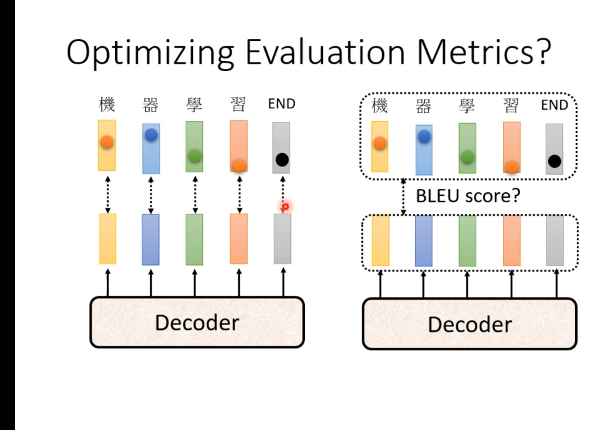 Optimizing Evaluation Metrics?
機 器 學 習 END
機 器 學 習 END
BLEU score?
Decoder
Decoder